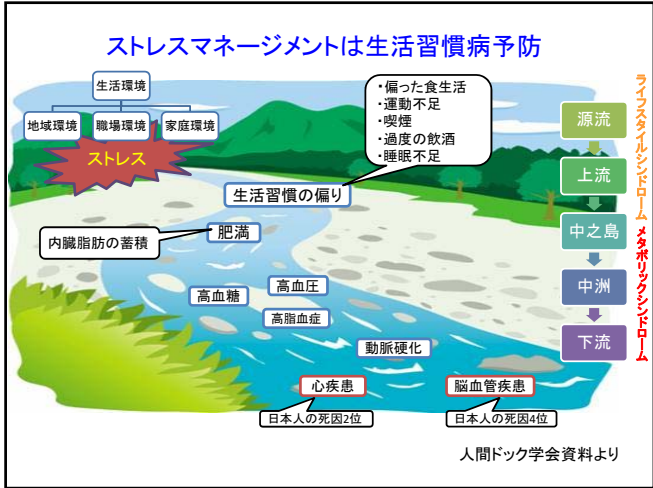 ストレスマネージメントは生活習慣病予防
生活環境
地域環境
職場環境
家庭環境
ストレス
・偏った食生活
・運動不足
・喫煙
・過度の飲酒
・睡眠不足
生活習慣の偏り
肥満
内臓脂肪の蓄積
高血糖
高血圧
高脂血症
動脈硬化
心疾患
脳血管疾患
日本人の死因2位
日本人の死因4位
源流
上流
中之島
中洲
下流
ライフスタイルシンドローム
メタボリックシンドローム
人間ドック学会資料より